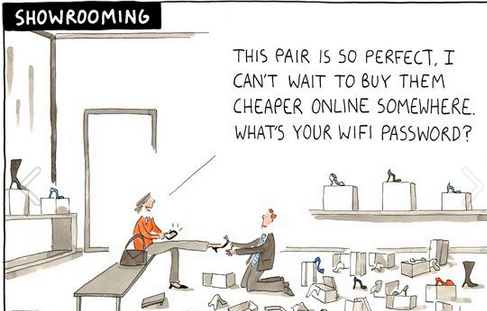 SHOWROOMING
THIS PAIR IS SO PERFECT, I
CAN'T WAIT TO BUY THEM
CHEAPER ONLINE SOMEWHERE.
WHAT'S YOUR WIFI PASSWORD?